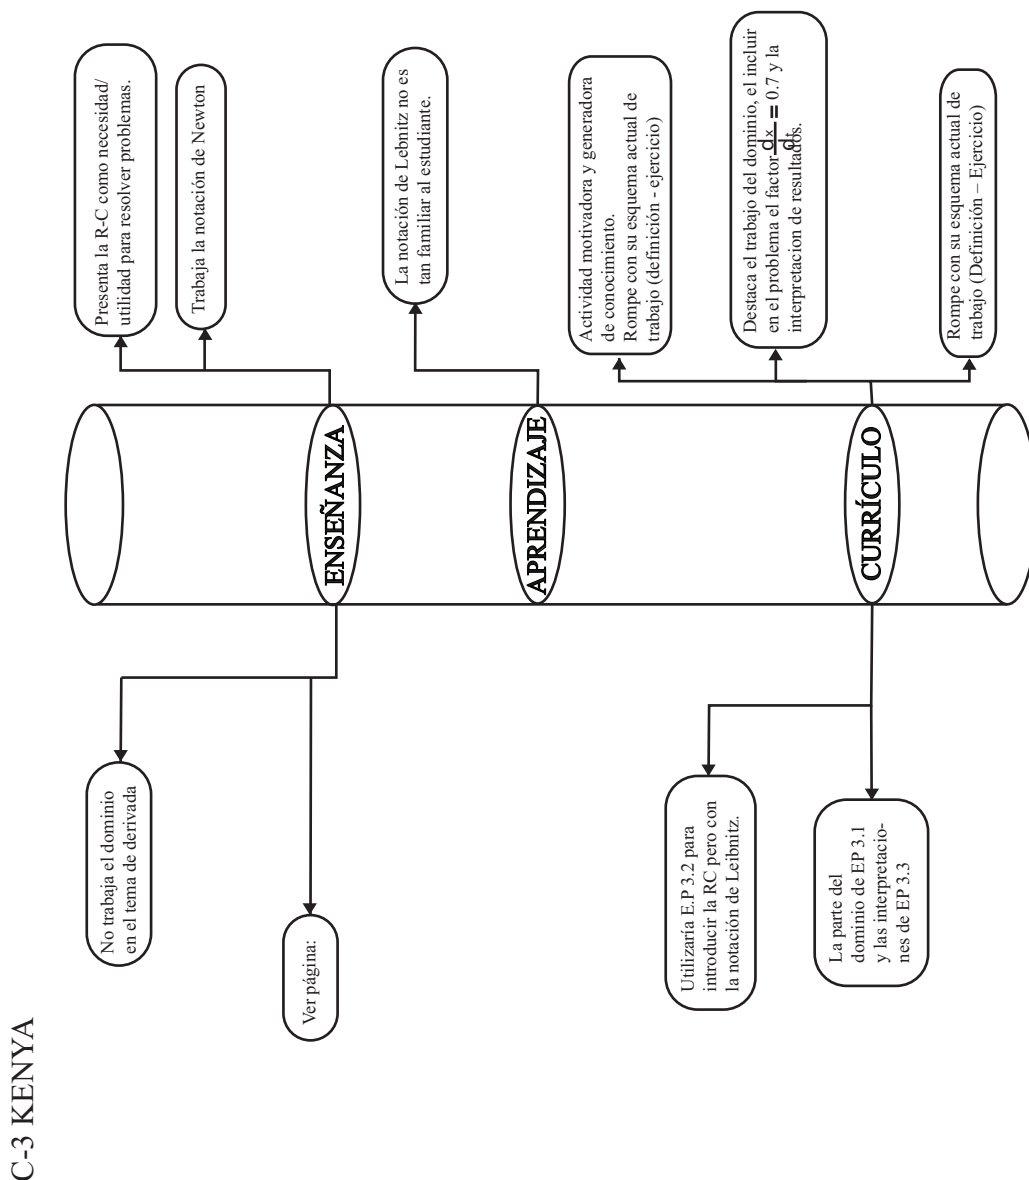 C-3 KENYA
No trabaja el dominio
en el tema de derivada
Ver página:
Utilizaría E.P 3.2 para
introducir la RC pero con
la notación de Leibnitz.
La parte del
dominio de EP 3.1
y las interpretacio-
nes de EP 3.3
ENSEÑANZA
APRENDIZAJE
CURRÍCULO
Presenta la R-C como necesidad/
utilidad para resolver problemas.
Trabaja la notación de Newton
La notación de Lebnitz no es
tan familiar al estudiante.
Actividad motivadora y generadora
de conocimiento.
Rompe con su esquema actual de
trabajo (definición - ejercicio)
Destaca el trabajo del dominio, el incluir
en el problema el factor dx/dt = 0.7 y la
interpretacion de resultados.
Rompe con su esquema actual de
trabajo (Definición – Ejercicio)